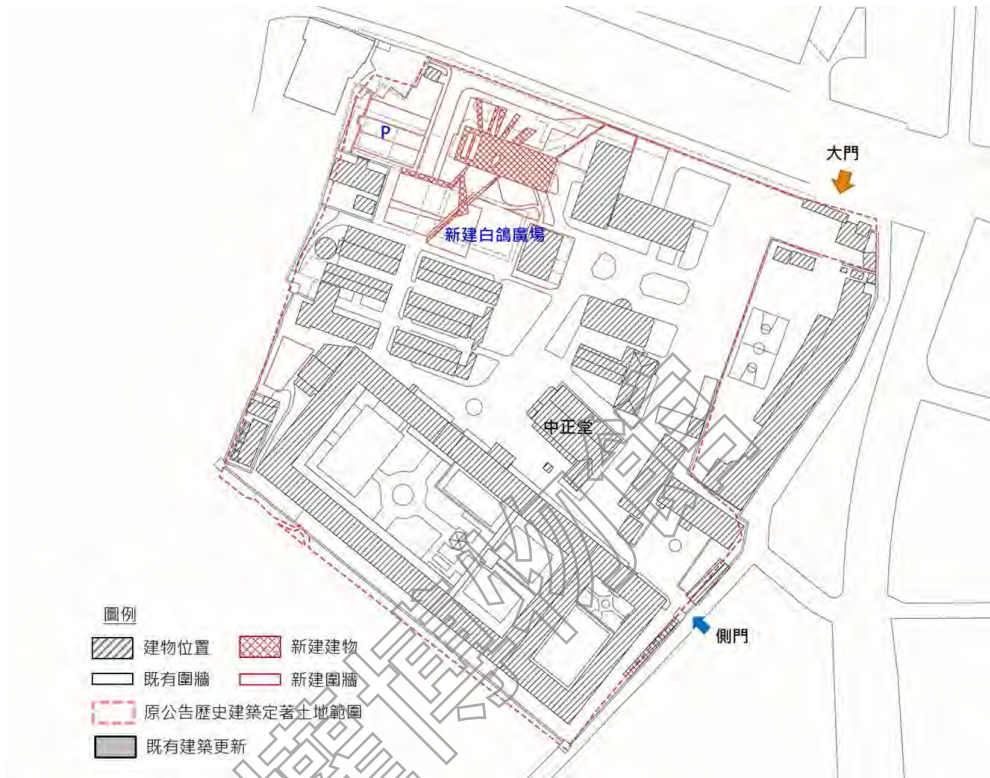 大門
P
新建白鴿廣場
中正堂
側門
圖例
建物位置
新建建物
既有圍牆
新建圍牆
原公告歷史建築定著土地範圍
既有建築更新